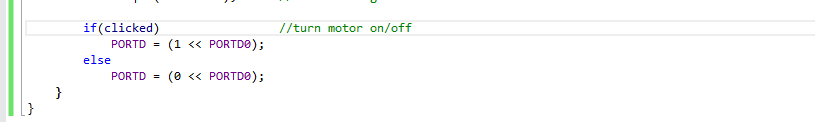 if(clicked) //turn motor on/off
PORTD = (1 << PORTD0);
else
PORTD = (0 << PORTD0);
}
}